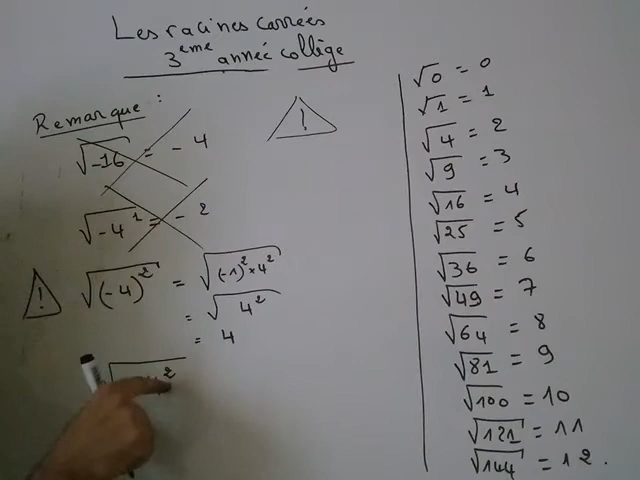 Les racines carrées
3ème année collège
Remarque :
!
√-16 = - 4
√-4 = - 2
! √(-4)² = √(-1)² × 4²
= √4²
= 4
√0 = 0
√1 = 1
√4 = 2
√9 = 3
√16 = 4
√25 = 5
√36 = 6
√49 = 7
√64 = 8
√81 = 9
√100 = 10
√121 = 11
√144 = 12.